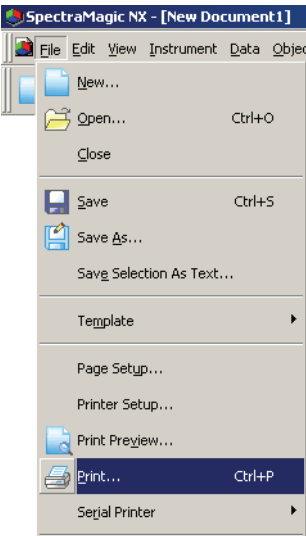 SpectraMagic NX - [New Document1]
File Edit View Instrument Data Objec
New...
Open... Ctrl+O
Close
Save Ctrl+S
Save As...
Save Selection As Text...
Template
Page Setup...
Printer Setup...
Print Preview...
Print... Ctrl+P
Serial Printer